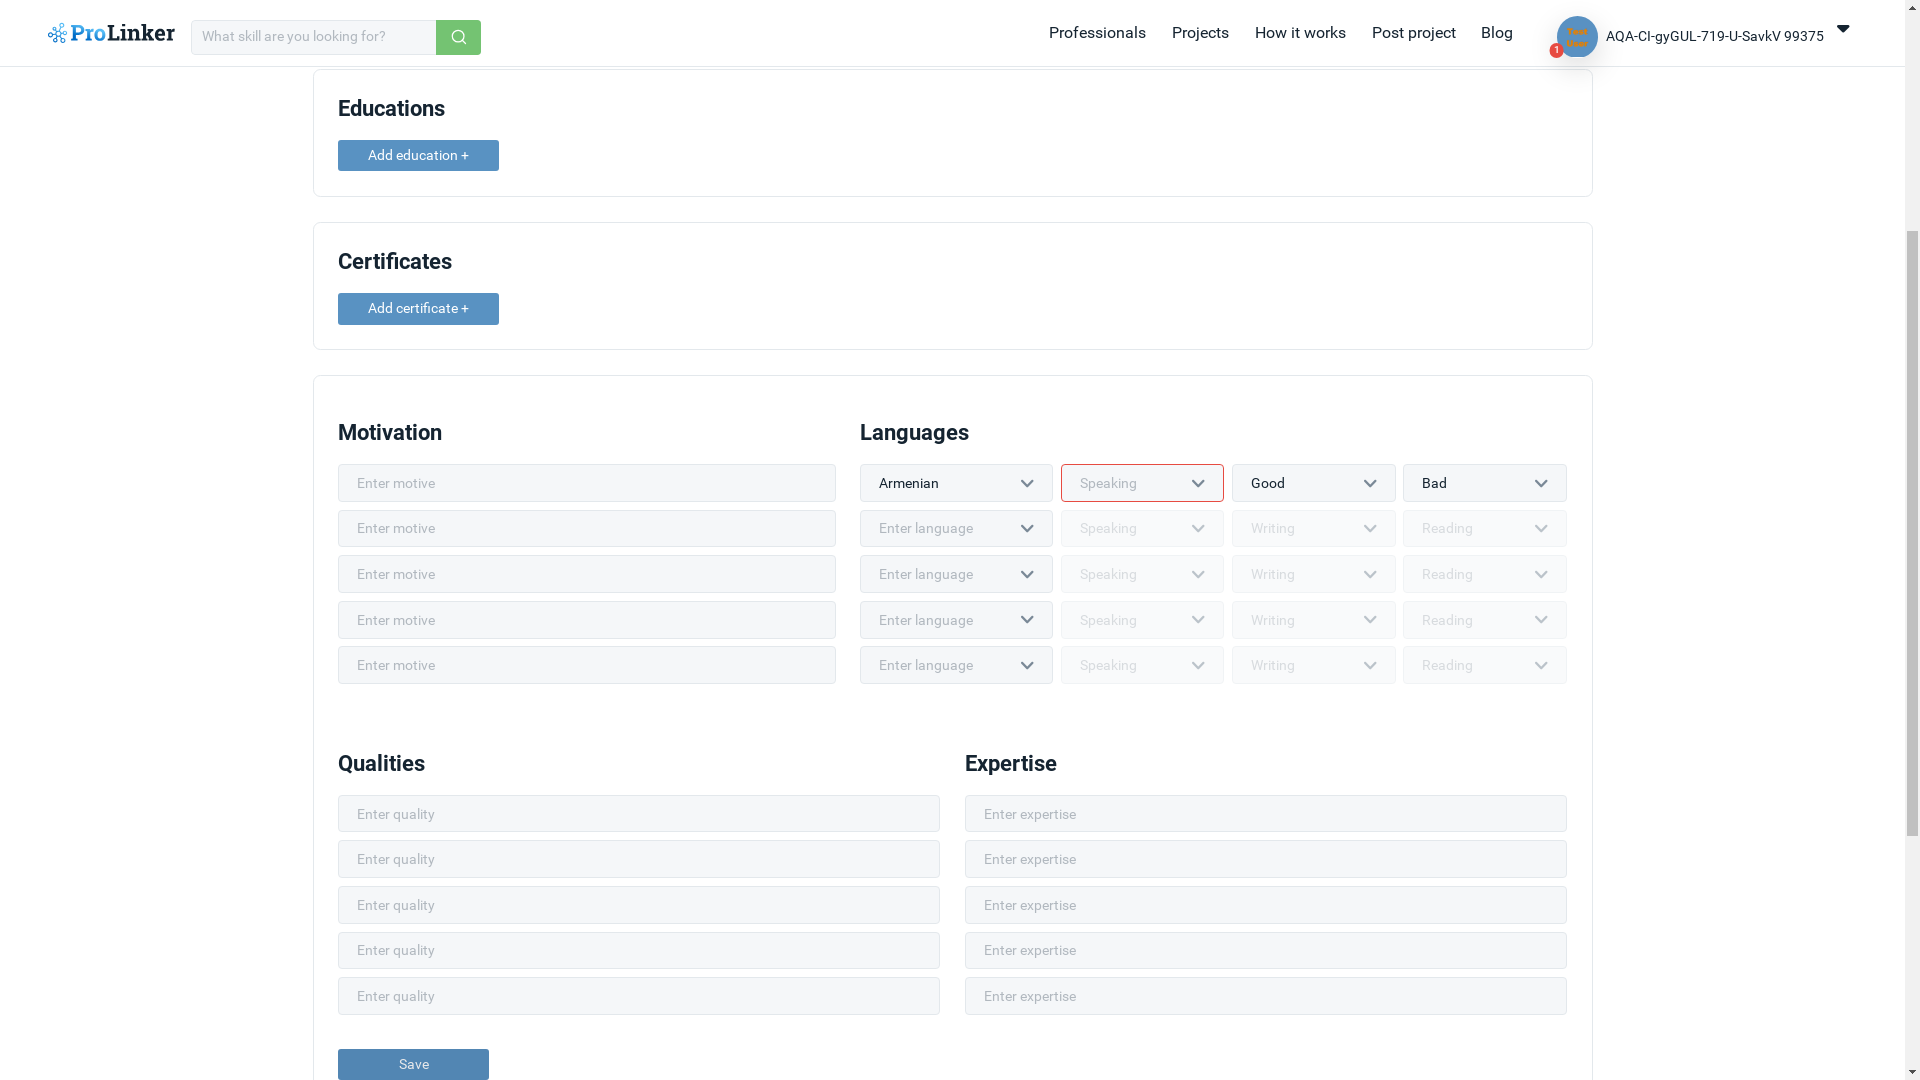 ProLinker
What skill are you looking for?
Professionals
Projects
How it works
Post project
Blog
Test
User
1
AQA-CI-gyGUL-719-U-SavkV 99375
Educations
Add education +
Certificates
Add certificate +
Motivation
Enter motive
Enter motive
Enter motive
Enter motive
Enter motive
Languages
Armenian Speaking Good Bad
Enter language Speaking Writing Reading
Enter language Speaking Writing Reading
Enter language Speaking Writing Reading
Enter language Speaking Writing Reading
Qualities
Enter quality
Enter quality
Enter quality
Enter quality
Enter quality
Expertise
Enter expertise
Enter expertise
Enter expertise
Enter expertise
Enter expertise
Save